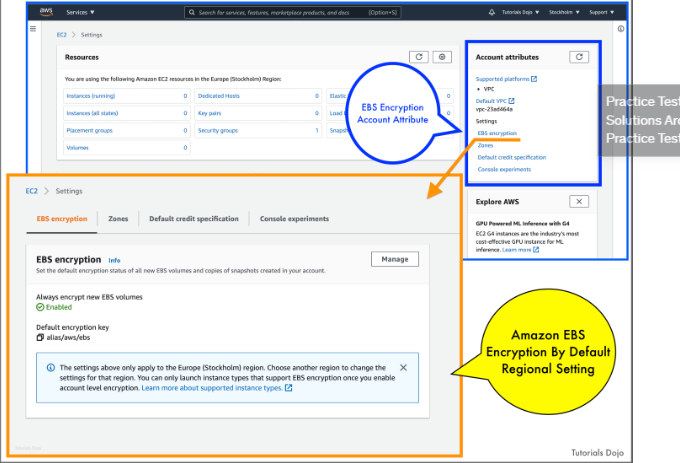 aws
Services ▼
Search for services, features, marketplace products, and docs
[Option+S]
Tutorials Dojo ▼
Stockholm ▼
Support ▼
EC2 > Settings
Resources
You are using the following Amazon EC2 resources in the Europe (Stockholm) Region:
Instances (running) 0
Dedicated Hosts 0
Elastic
Instances (all states) 0
Key pairs 0
Load
0
Placement groups 0
Security groups 1
Snapsh
Volumes 0
EBS Encryption
Account Attribute
Account attributes
Supported platforms
• VPC
Default VPC
vpc-23ad464a
Settings
EBS encryption
Zones
Default credit specification
Console experiments
Explore AWS
GPU Powered ML Inference with G4
EC2 G4 instances are the industry's most
cost-effective GPU instance for ML
inference. Learn more
Practice Test
Solutions Arc
Practice Test
EC2 > Settings
EBS encryption
Zones
Default credit specification
Console experiments
EBS encryption Info
Manage
Set the default encryption status of all new EBS volumes and copies of snapshots created in your account.
Always encrypt new EBS volumes
Enabled
Default encryption key
alias/aws/ebs
The settings above only apply to the Europe (Stockholm) region. Choose another region to change the
settings for that region. You can only launch instance types that support EBS encryption once you enable
account level encryption. Learn more about supported instance types.
Amazon EBS
Encryption By Default
Regional Setting
Tutorials Dojo